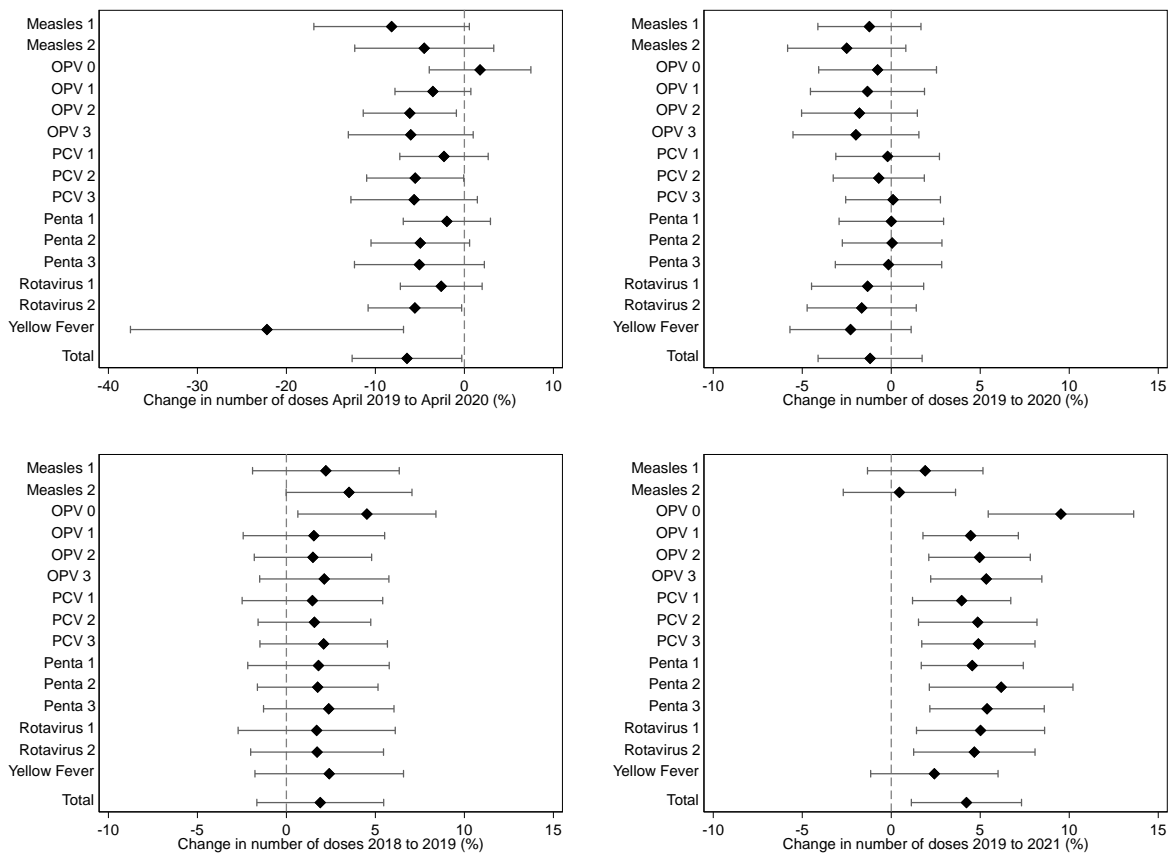 Measles 1
Measles 2
OPV 0
OPV 1
OPV 2
OPV 3
PCV 1
PCV 2
PCV 3
Penta 1
Penta 2
Penta 3
Rotavirus 1
Rotavirus 2
Yellow Fever
Total
-40 -30 -20 -10 0 10
Change in number of doses April 2019 to April 2020 (%)
Measles 1
Measles 2
OPV 0
OPV 1
OPV 2
OPV 3
PCV 1
PCV 2
PCV 3
Penta 1
Penta 2
Penta 3
Rotavirus 1
Rotavirus 2
Yellow Fever
Total
-10 -5 0 5 10 15
Change in number of doses 2019 to 2020 (%)
Measles 1
Measles 2
OPV 0
OPV 1
OPV 2
OPV 3
PCV 1
PCV 2
PCV 3
Penta 1
Penta 2
Penta 3
Rotavirus 1
Rotavirus 2
Yellow Fever
Total
-10 -5 0 5 10 15
Change in number of doses 2018 to 2019 (%)
Measles 1
Measles 2
OPV 0
OPV 1
OPV 2
OPV 3
PCV 1
PCV 2
PCV 3
Penta 1
Penta 2
Penta 3
Rotavirus 1
Rotavirus 2
Yellow Fever
Total
-10 -5 0 5 10 15
Change in number of doses 2019 to 2021 (%)